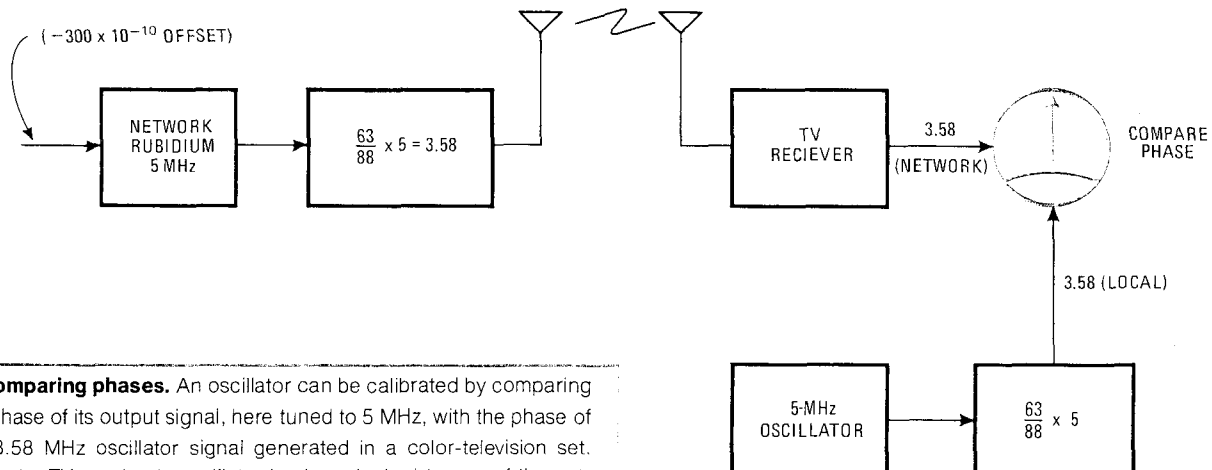 (−300 x 10⁻¹⁰ OFFSET)
NETWORK
RUBIDIUM
5 MHz
63
88
x 5 = 3.58
TV
RECIEVER
3.58
(NETWORK)
COMPARE
PHASE
3.58 (LOCAL)
5-MHz
OSCILLATOR
63
88
x 5
omparing phases. An oscillator can be calibrated by comparing
hase of its output signal, here tuned to 5 MHz, with the phase of
3.58 MHz oscillator signal generated in a color-television set.